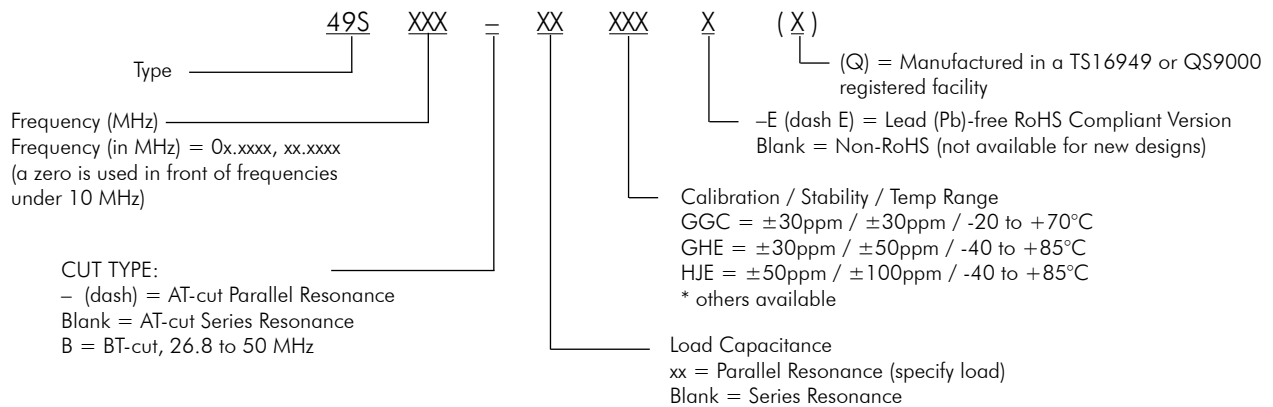 49S XXX – XX XXX X (X)
Type
(Q) = Manufactured in a TS16949 or QS9000
registered facility
Frequency (MHz)
Frequency (in MHz) = 0x.xxxx, xx.xxxx
(a zero is used in front of frequencies
under 10 MHz)
–E (dash E) = Lead (Pb)-free RoHS Compliant Version
Blank = Non-RoHS (not available for new designs)
Calibration / Stability / Temp Range
GGC = ±30ppm / ±30ppm / -20 to +70°C
GHE = ±30ppm / ±50ppm / -40 to +85°C
HJE = ±50ppm / ±100ppm / -40 to +85°C
* others available
CUT TYPE:
– (dash) = AT-cut Parallel Resonance
Blank = AT-cut Series Resonance
B = BT-cut, 26.8 to 50 MHz
Load Capacitance
xx = Parallel Resonance (specify load)
Blank = Series Resonance